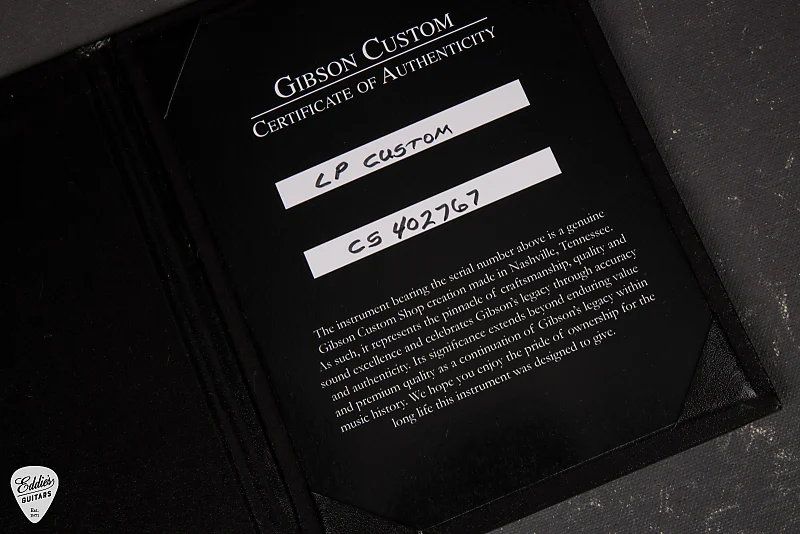 GIBSON CUSTOM
CERTIFICATE OF AUTHENTICITY
LP CUSTOM
CS 402767
The instrument bearing the serial number above is a genuine
Gibson Custom Shop creation made in Nashville, Tennessee.
As such, it represents the pinnacle of craftsmanship, quality and
sound excellence and celebrates Gibson's legacy through accuracy
and authenticity. Its significance extends beyond enduring value
and premium quality as a continuation of Gibson's legacy within
music history. We hope you enjoy the pride of ownership for the
long life this instrument was designed to give.
Eddie's
GUITARS
Est.
1971